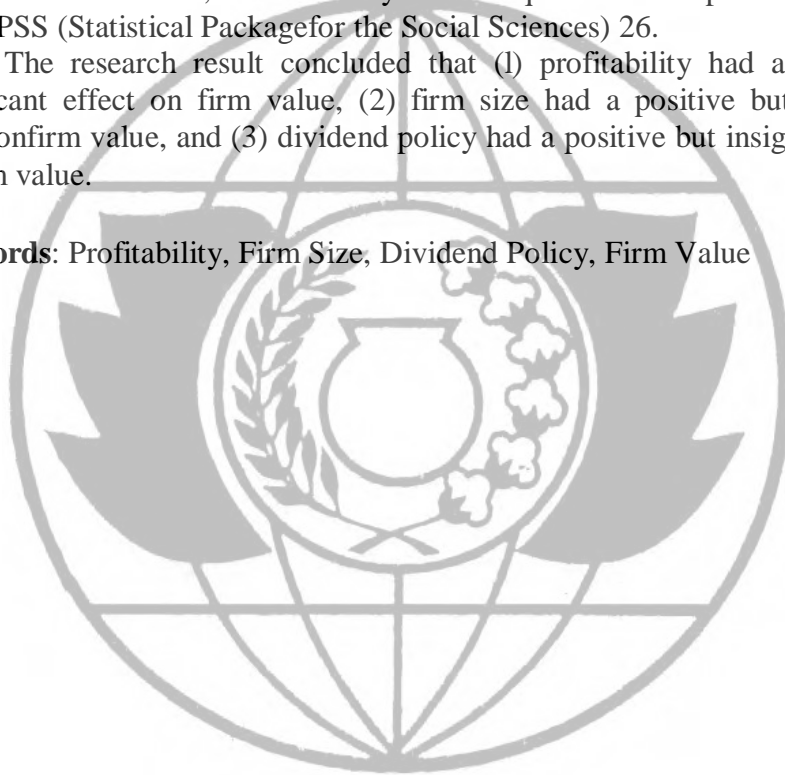 PSS (Statistical Packagefor the Social Sciences) 26.
The research result concluded that (l) profitability had a
cant effect on firm value, (2) firm size had a positive but
onfirm value, and (3) dividend policy had a positive but insig
value.
ords: Profitability, Firm Size, Dividend Policy, Firm Value